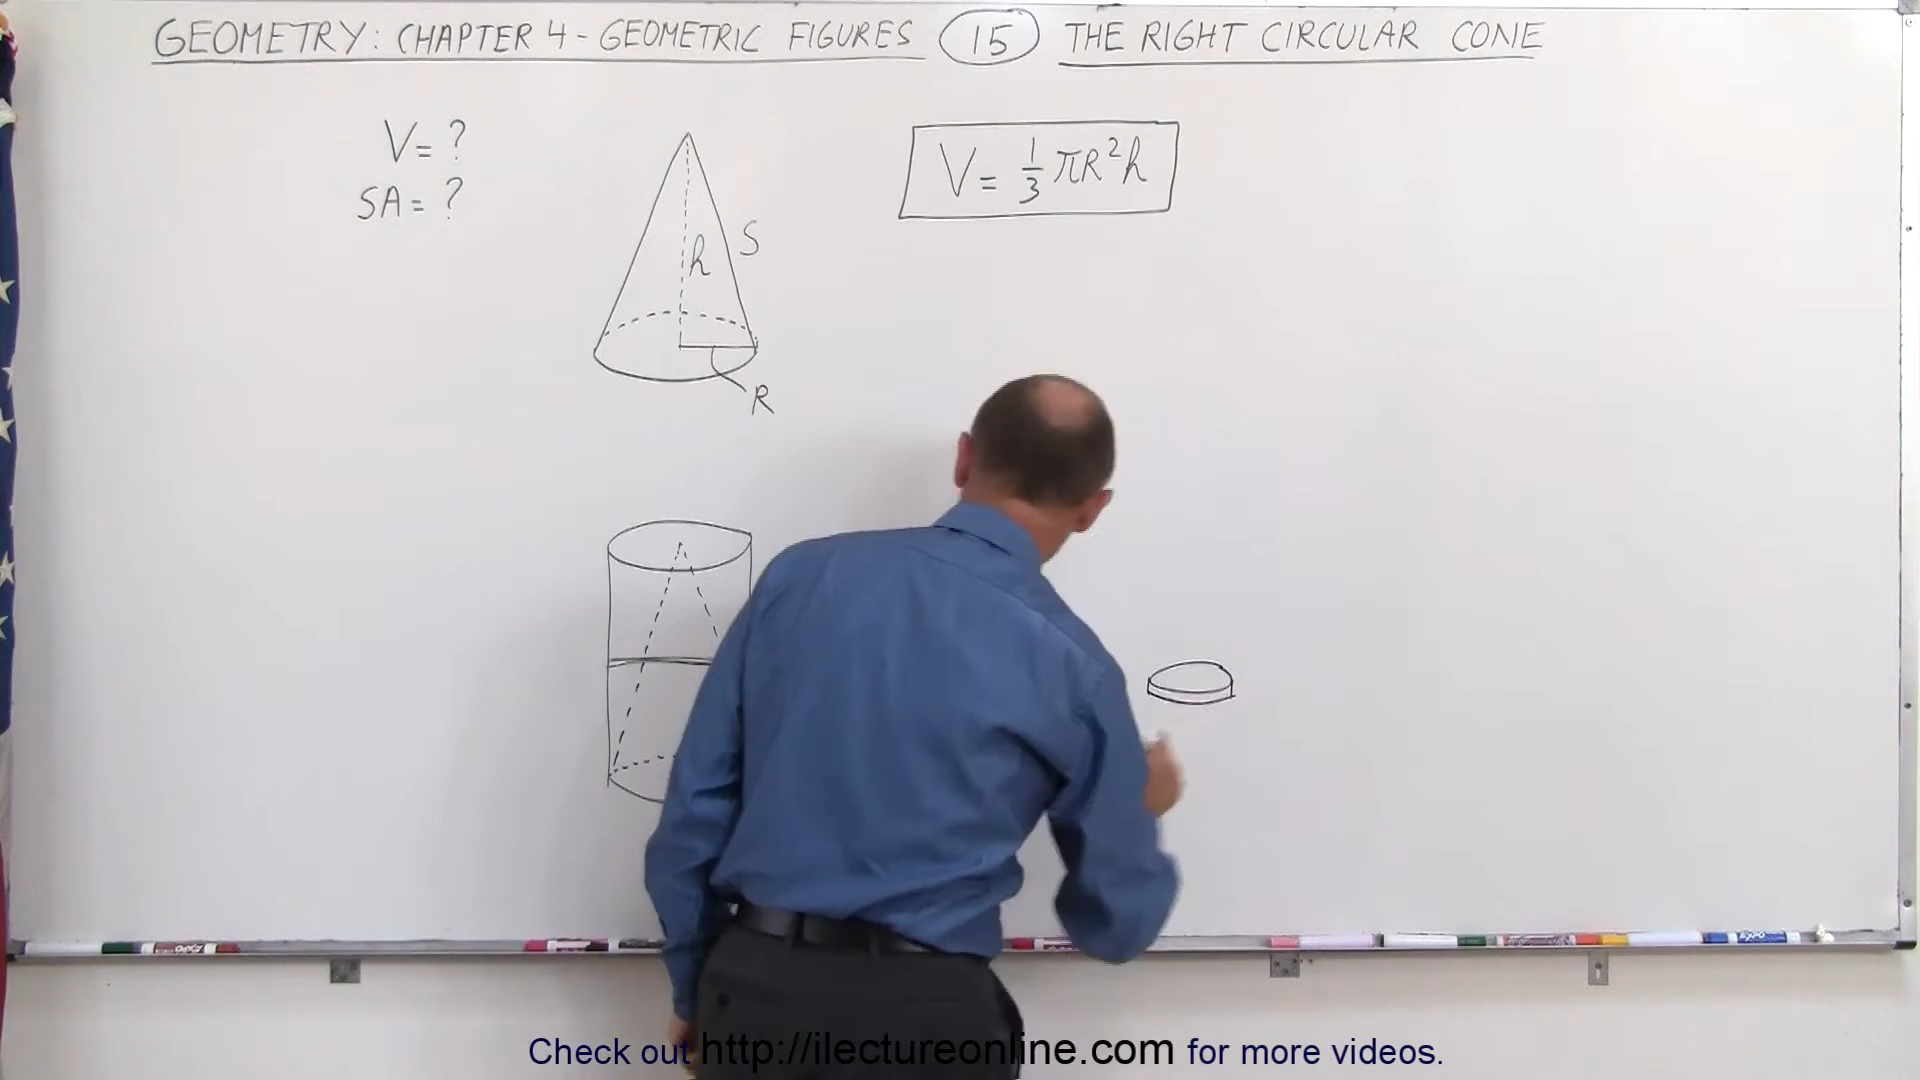 GEOMETRY: CHAPTER 4 - GEOMETRIC FIGURES 15 THE RIGHT CIRCULAR CONE
V = ?
SA = ?
V = 1/3 πR²h
S
h
R
EXPO
Check out http://ilectureonline.com for more videos.